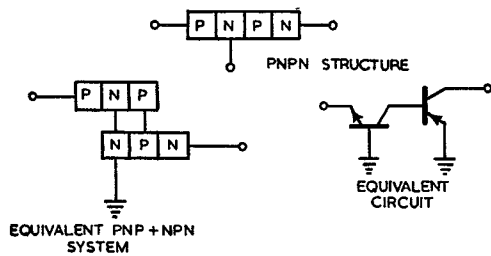 P N P N
PNPN STRUCTURE
P N P
N P N
EQUIVALENT PNP + NPN
SYSTEM
EQUIVALENT
CIRCUIT